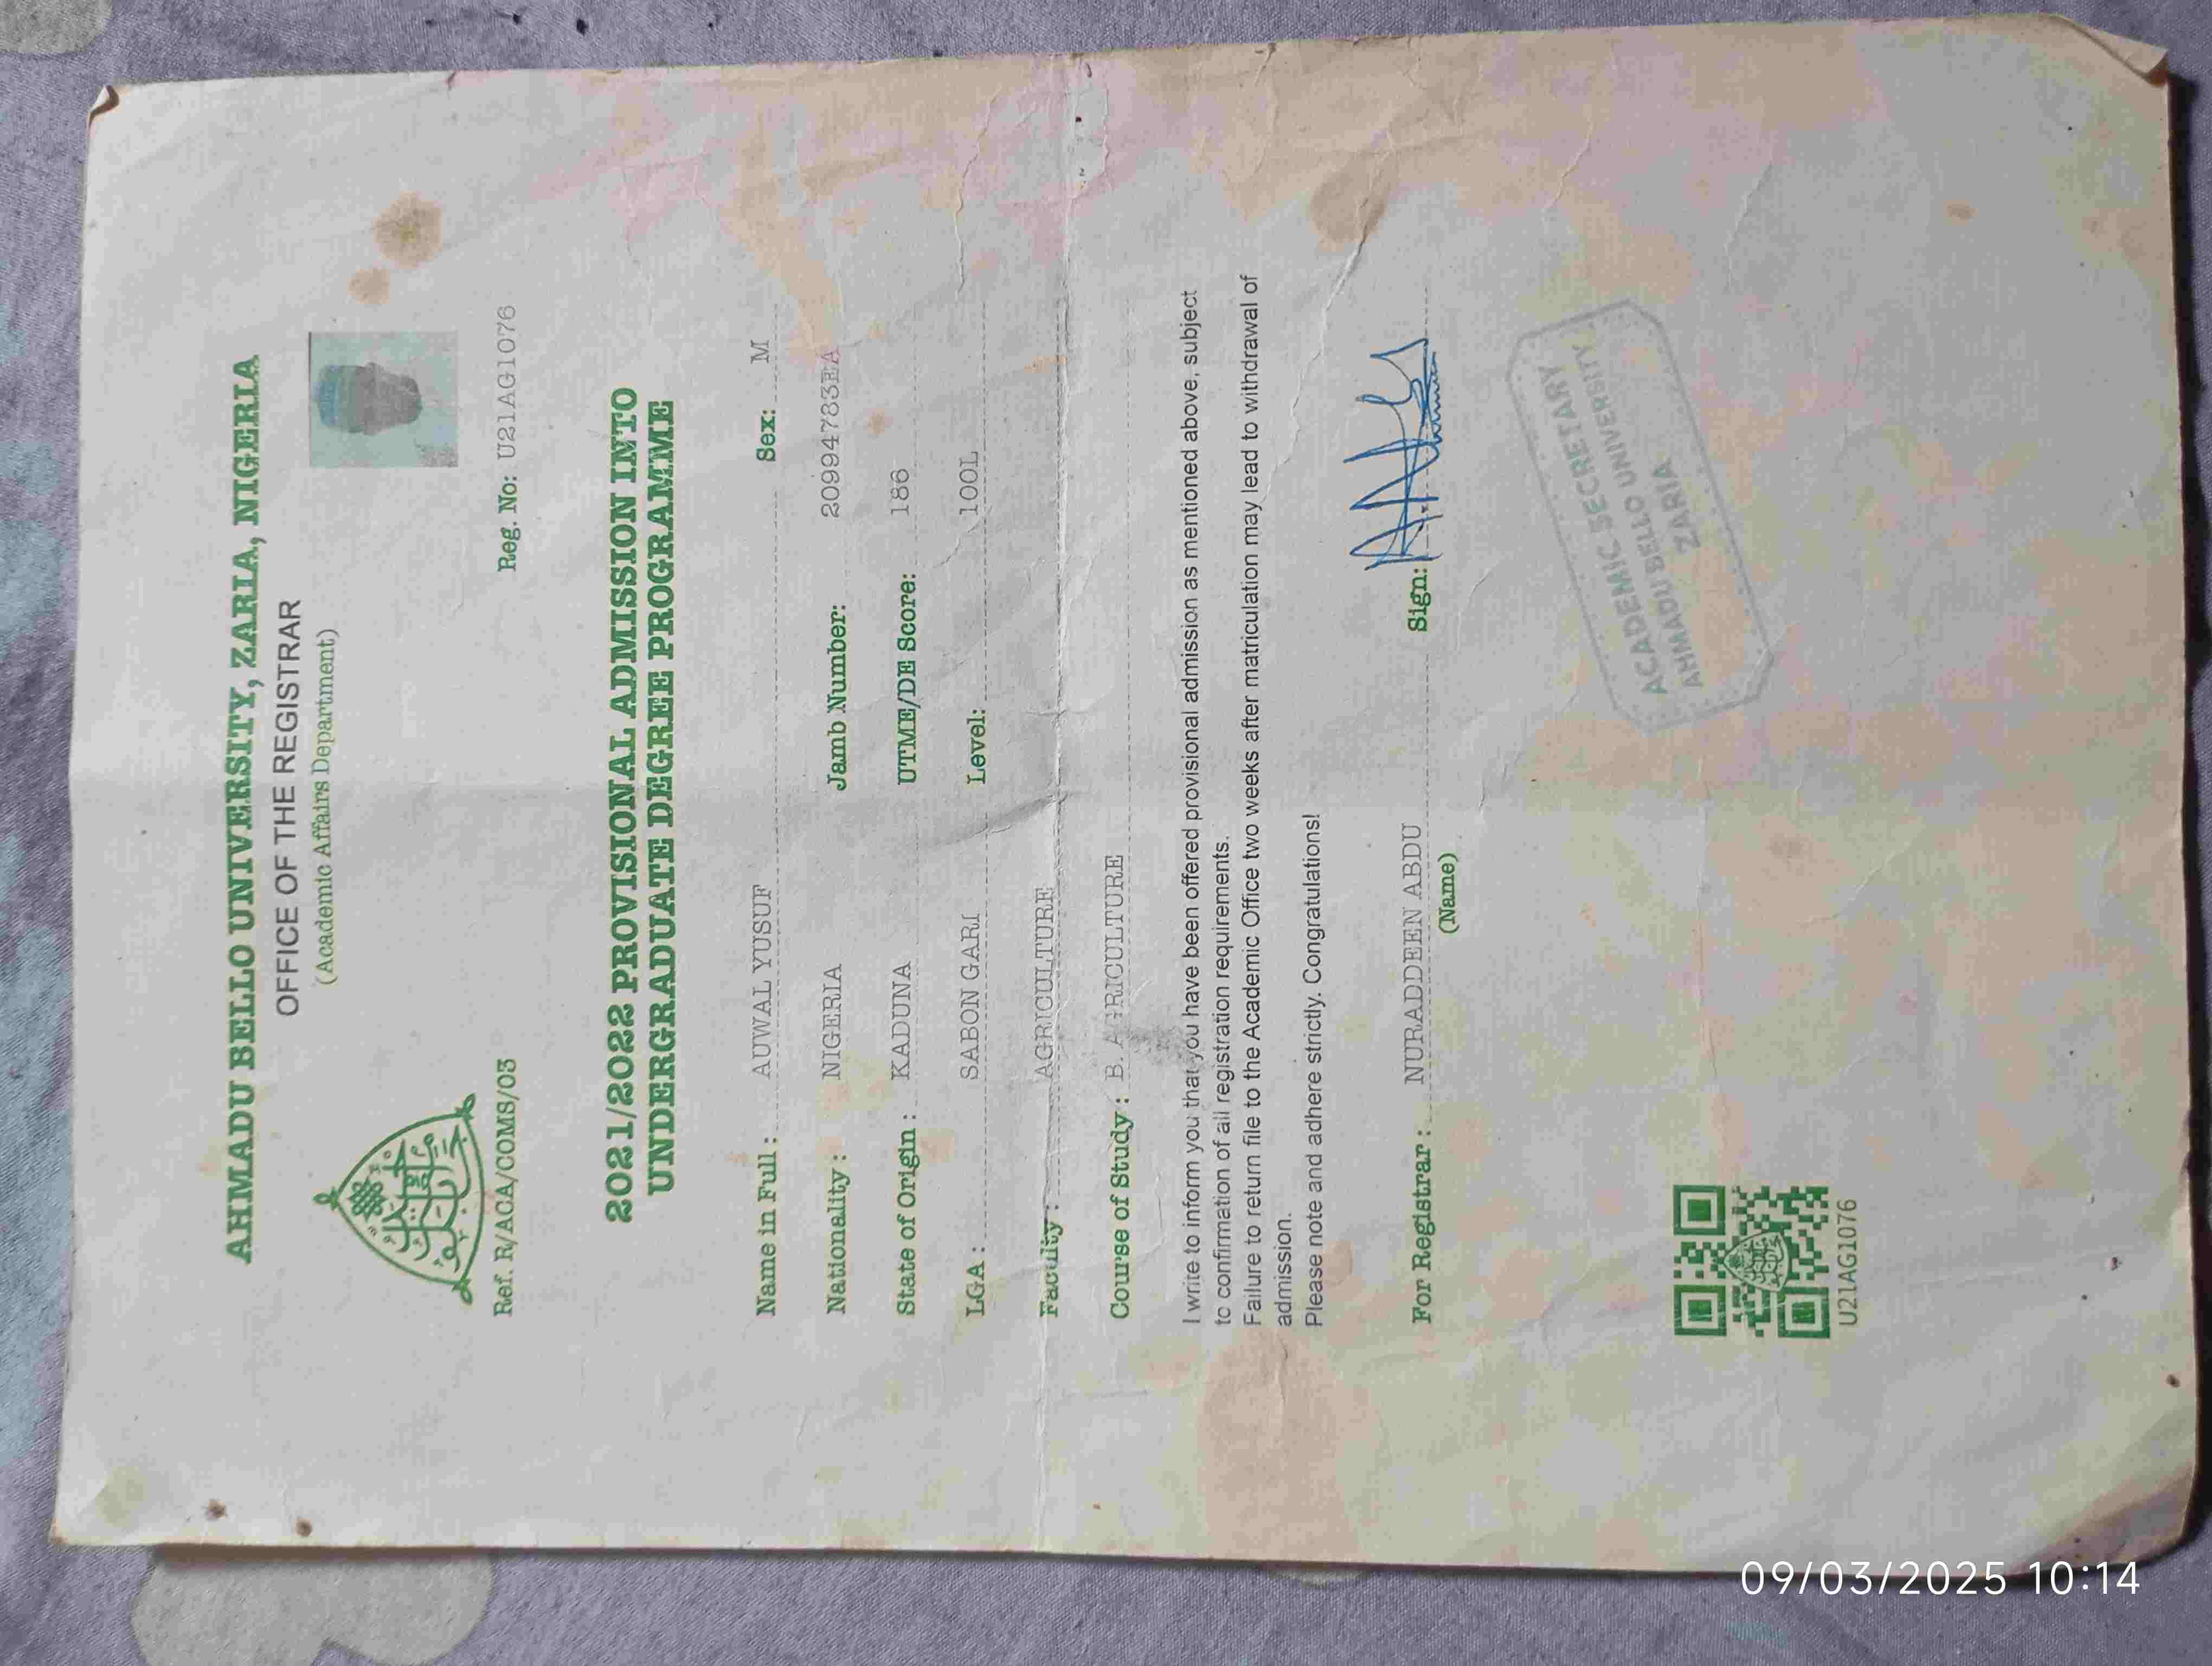 AHMADU BELLO UNIVERSITY, ZARIA, NIGERIA
OFFICE OF THE REGISTRAR
(Academic Affairs Department)
Ref. R/ACA/COMS/03
Reg. No: U21AG1076
2021/2022 PROVISIONAL ADMISSION INTO
UNDERGRADUATE DEGREE PROGRAMME
Name in Full : AUWAL YUSUF Sex: M
Nationality : NIGERIA Jamb Number: 20994783EA
State of Origin : KADUNA UTME/DE Score: 186
LGA : SABON GARI Level: 100L
Faculty : AGRICULTURE
Course of Study : B. AGRICULTURE
I write to inform you that you have been offered provisional admission as mentioned above, subject
to confirmation of all registration requirements.
Failure to return file to the Academic Office two weeks after matriculation may lead to withdrawal of
admission.
Please note and adhere strictly. Congratulations!
For Registrar : NURADDEEN ABDU Sign:
(Name)
ACADEMIC SECRETARY
AHMADU BELLO UNIVERSITY
ZARIA
U21AG1076
09/03/2025 10:14